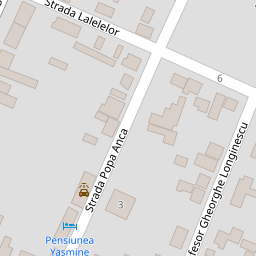 Strada Lalelelor
6
Strada Popa Anca
fesor Gheorghe Longinescu
3
Pensiunea
Yasmine